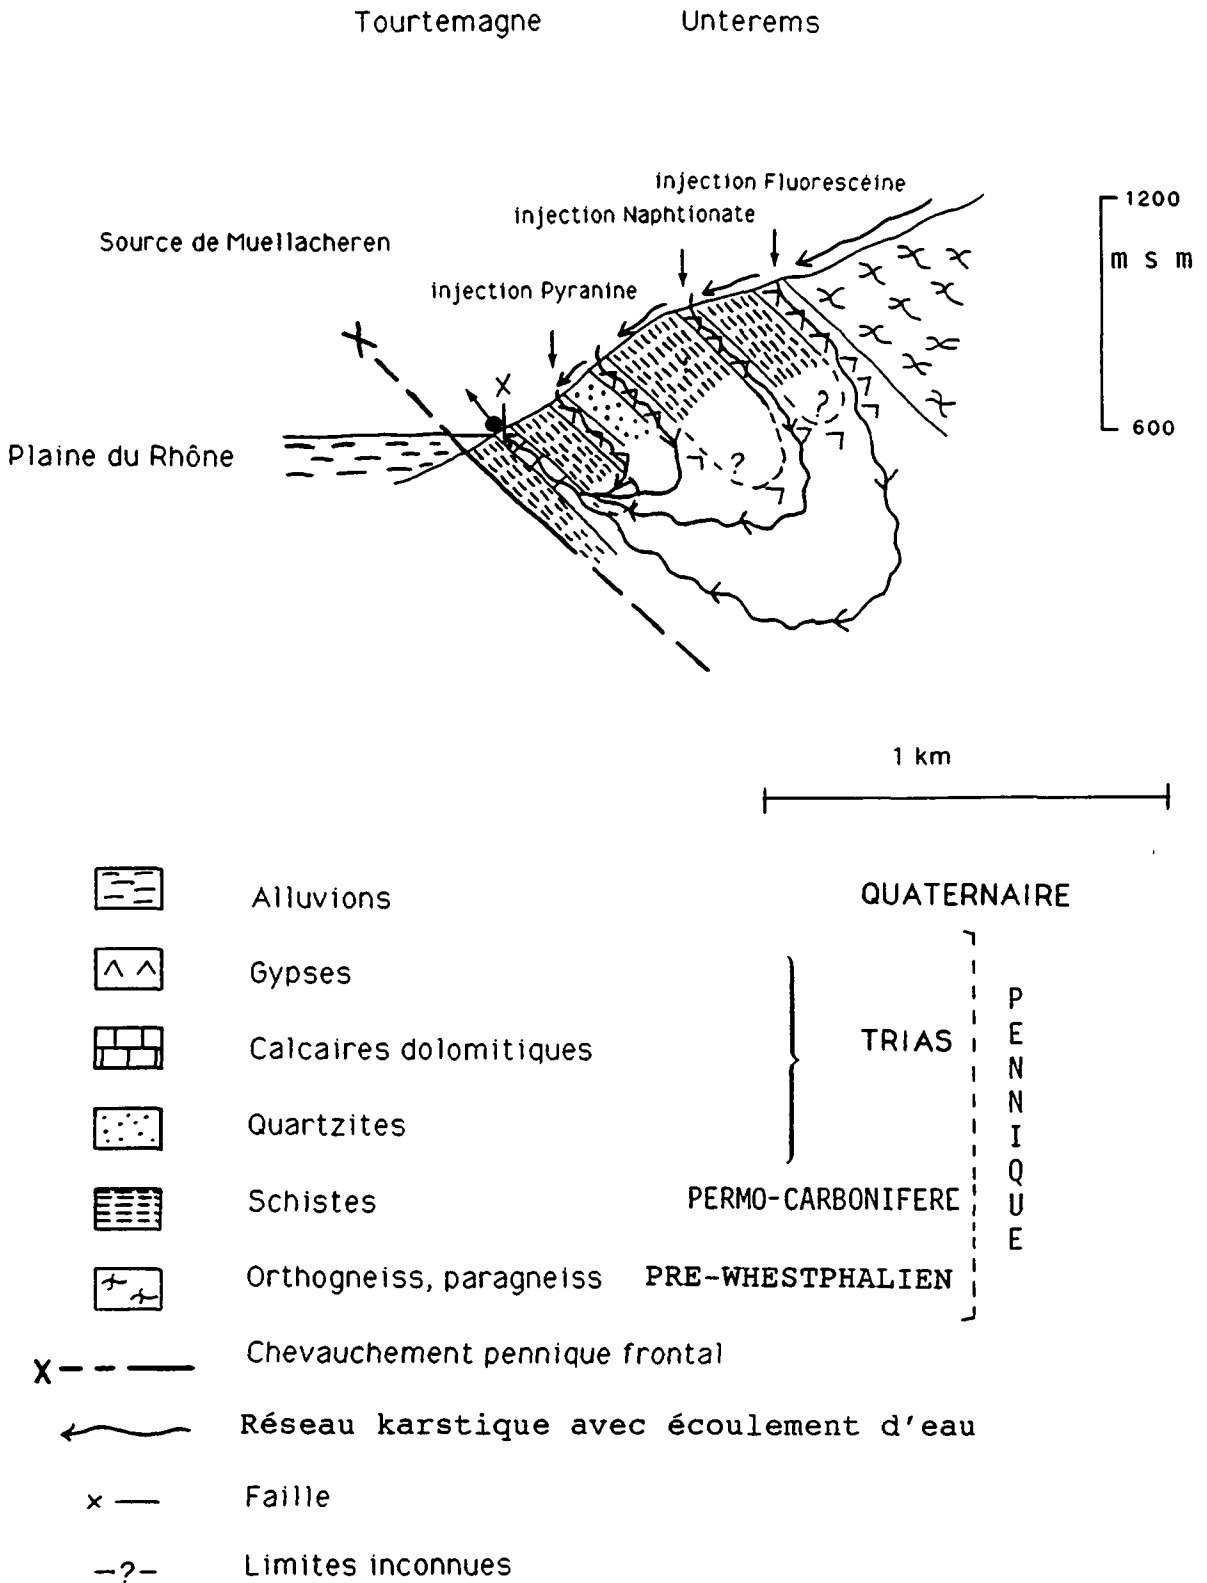 Tourtemagne Unterems
injection Fluorescéine
injection Naphtionate
Source de Muellacheren
injection Pyranine
1200
m s m
600
X
X
?
?
Plaine du Rhône
1 km
Alluvions QUATERNAIRE
Gypses
Calcaires dolomitiques TRIAS
Quartzites
Schistes PERMO-CARBONIFERE
Orthogneiss, paragneiss PRE-WHESTPHALIEN
PENNIQUE
X Chevauchement pennique frontal
Réseau karstique avec écoulement d'eau
x Faille
-?- Limites inconnues